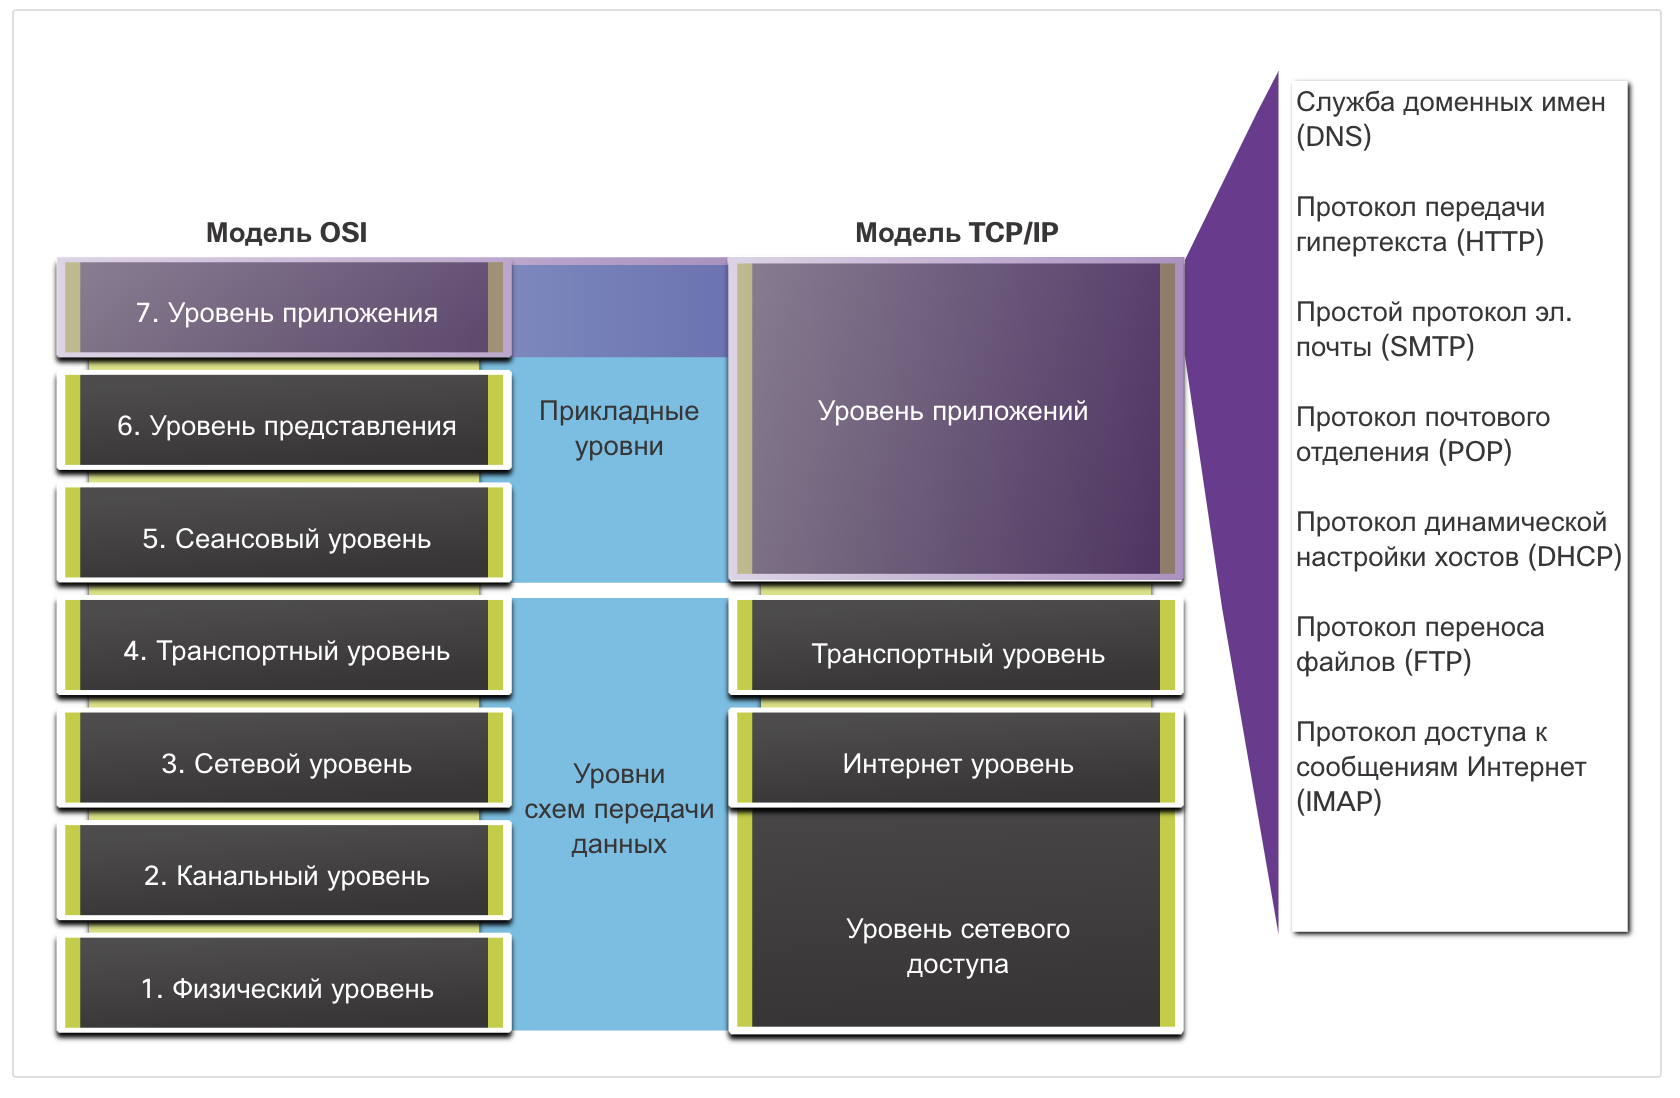 Модель OSI
7. Уровень приложения
6. Уровень представления
5. Сеансовый уровень
4. Транспортный уровень
3. Сетевой уровень
2. Канальный уровень
1. Физический уровень
Прикладные
уровни
Уровни
схем передачи
данных
Модель TCP/IP
Уровень приложений
Транспортный уровень
Интернет уровень
Уровень сетевого
доступа
Служба доменных имен
(DNS)
Протокол передачи
гипертекста (HTTP)
Простой протокол эл.
почты (SMTP)
Протокол почтового
отделения (POP)
Протокол динамической
настройки хостов (DHCP)
Протокол переноса
файлов (FTP)
Протокол доступа к
сообщениям Интернет
(IMAP)